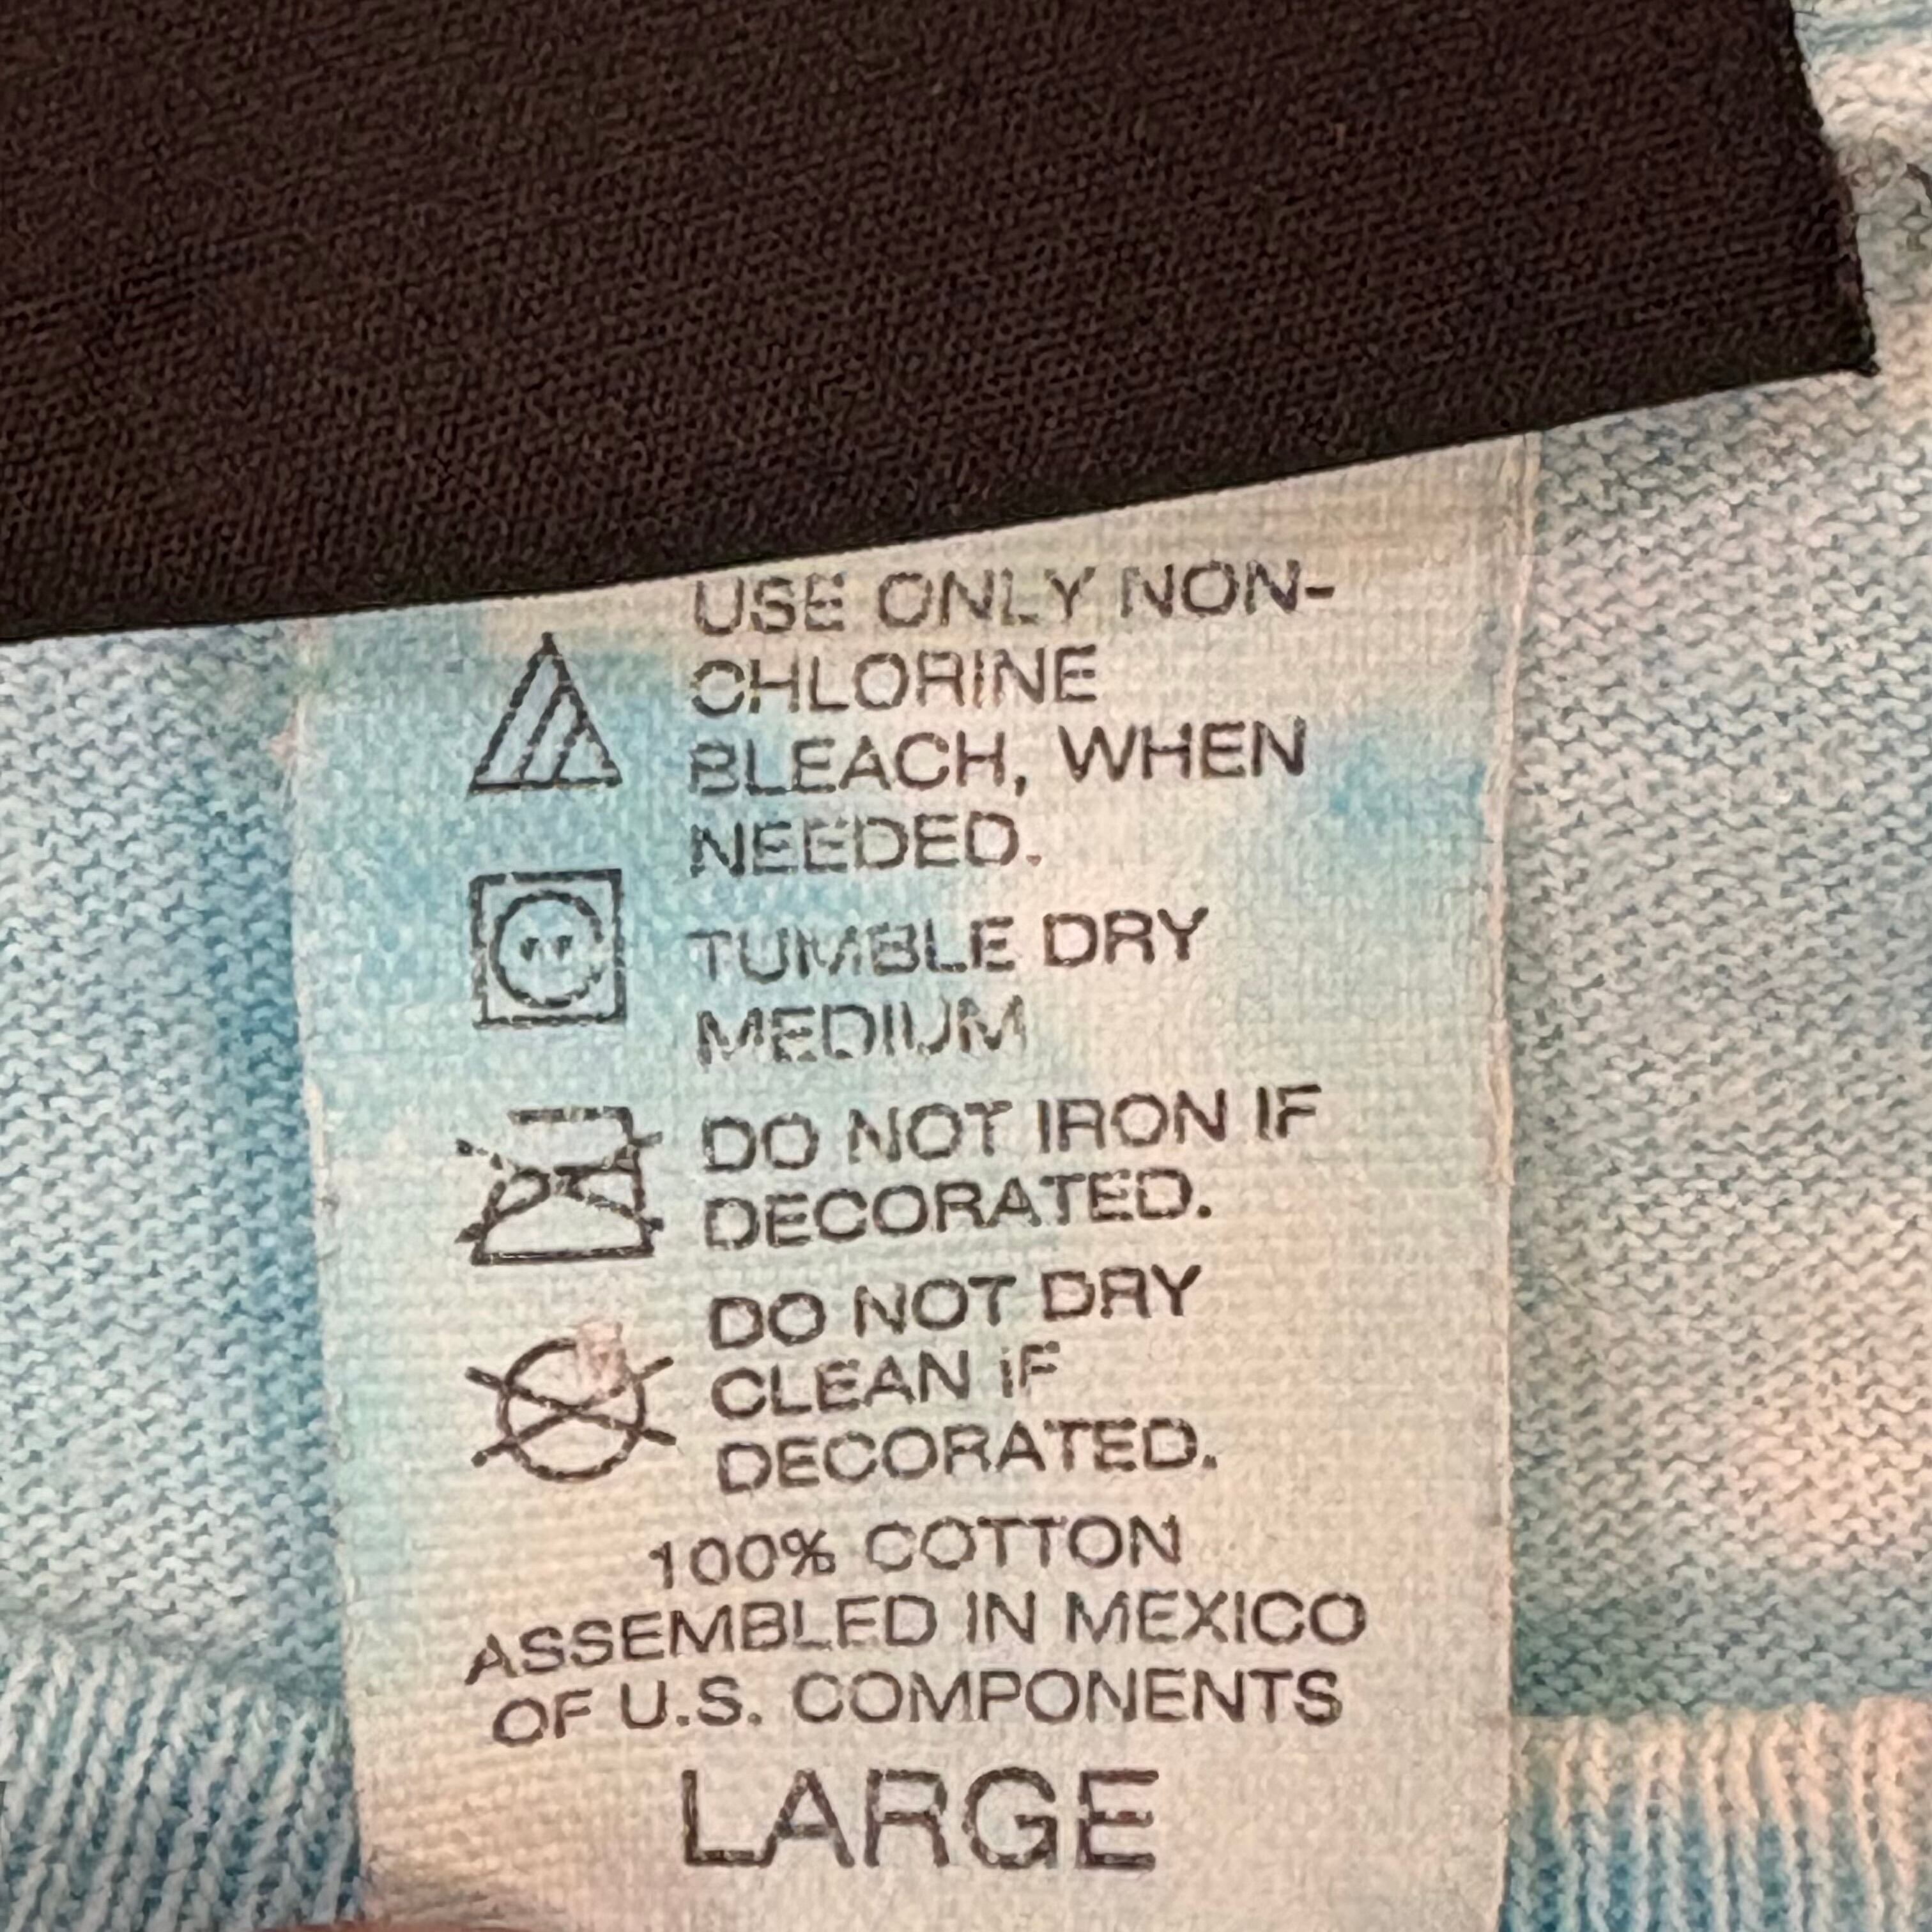 USE ONLY NON-
CHLORINE
BLEACH, WHEN
NEEDED.
TUMBLE DRY
MEDIUM
DO NOT IRON IF
DECORATED.
DO NOT DRY
CLEAN IF
DECORATED.
100% COTTON
ASSEMBLED IN MEXICO
OF U.S. COMPONENTS
LARGE